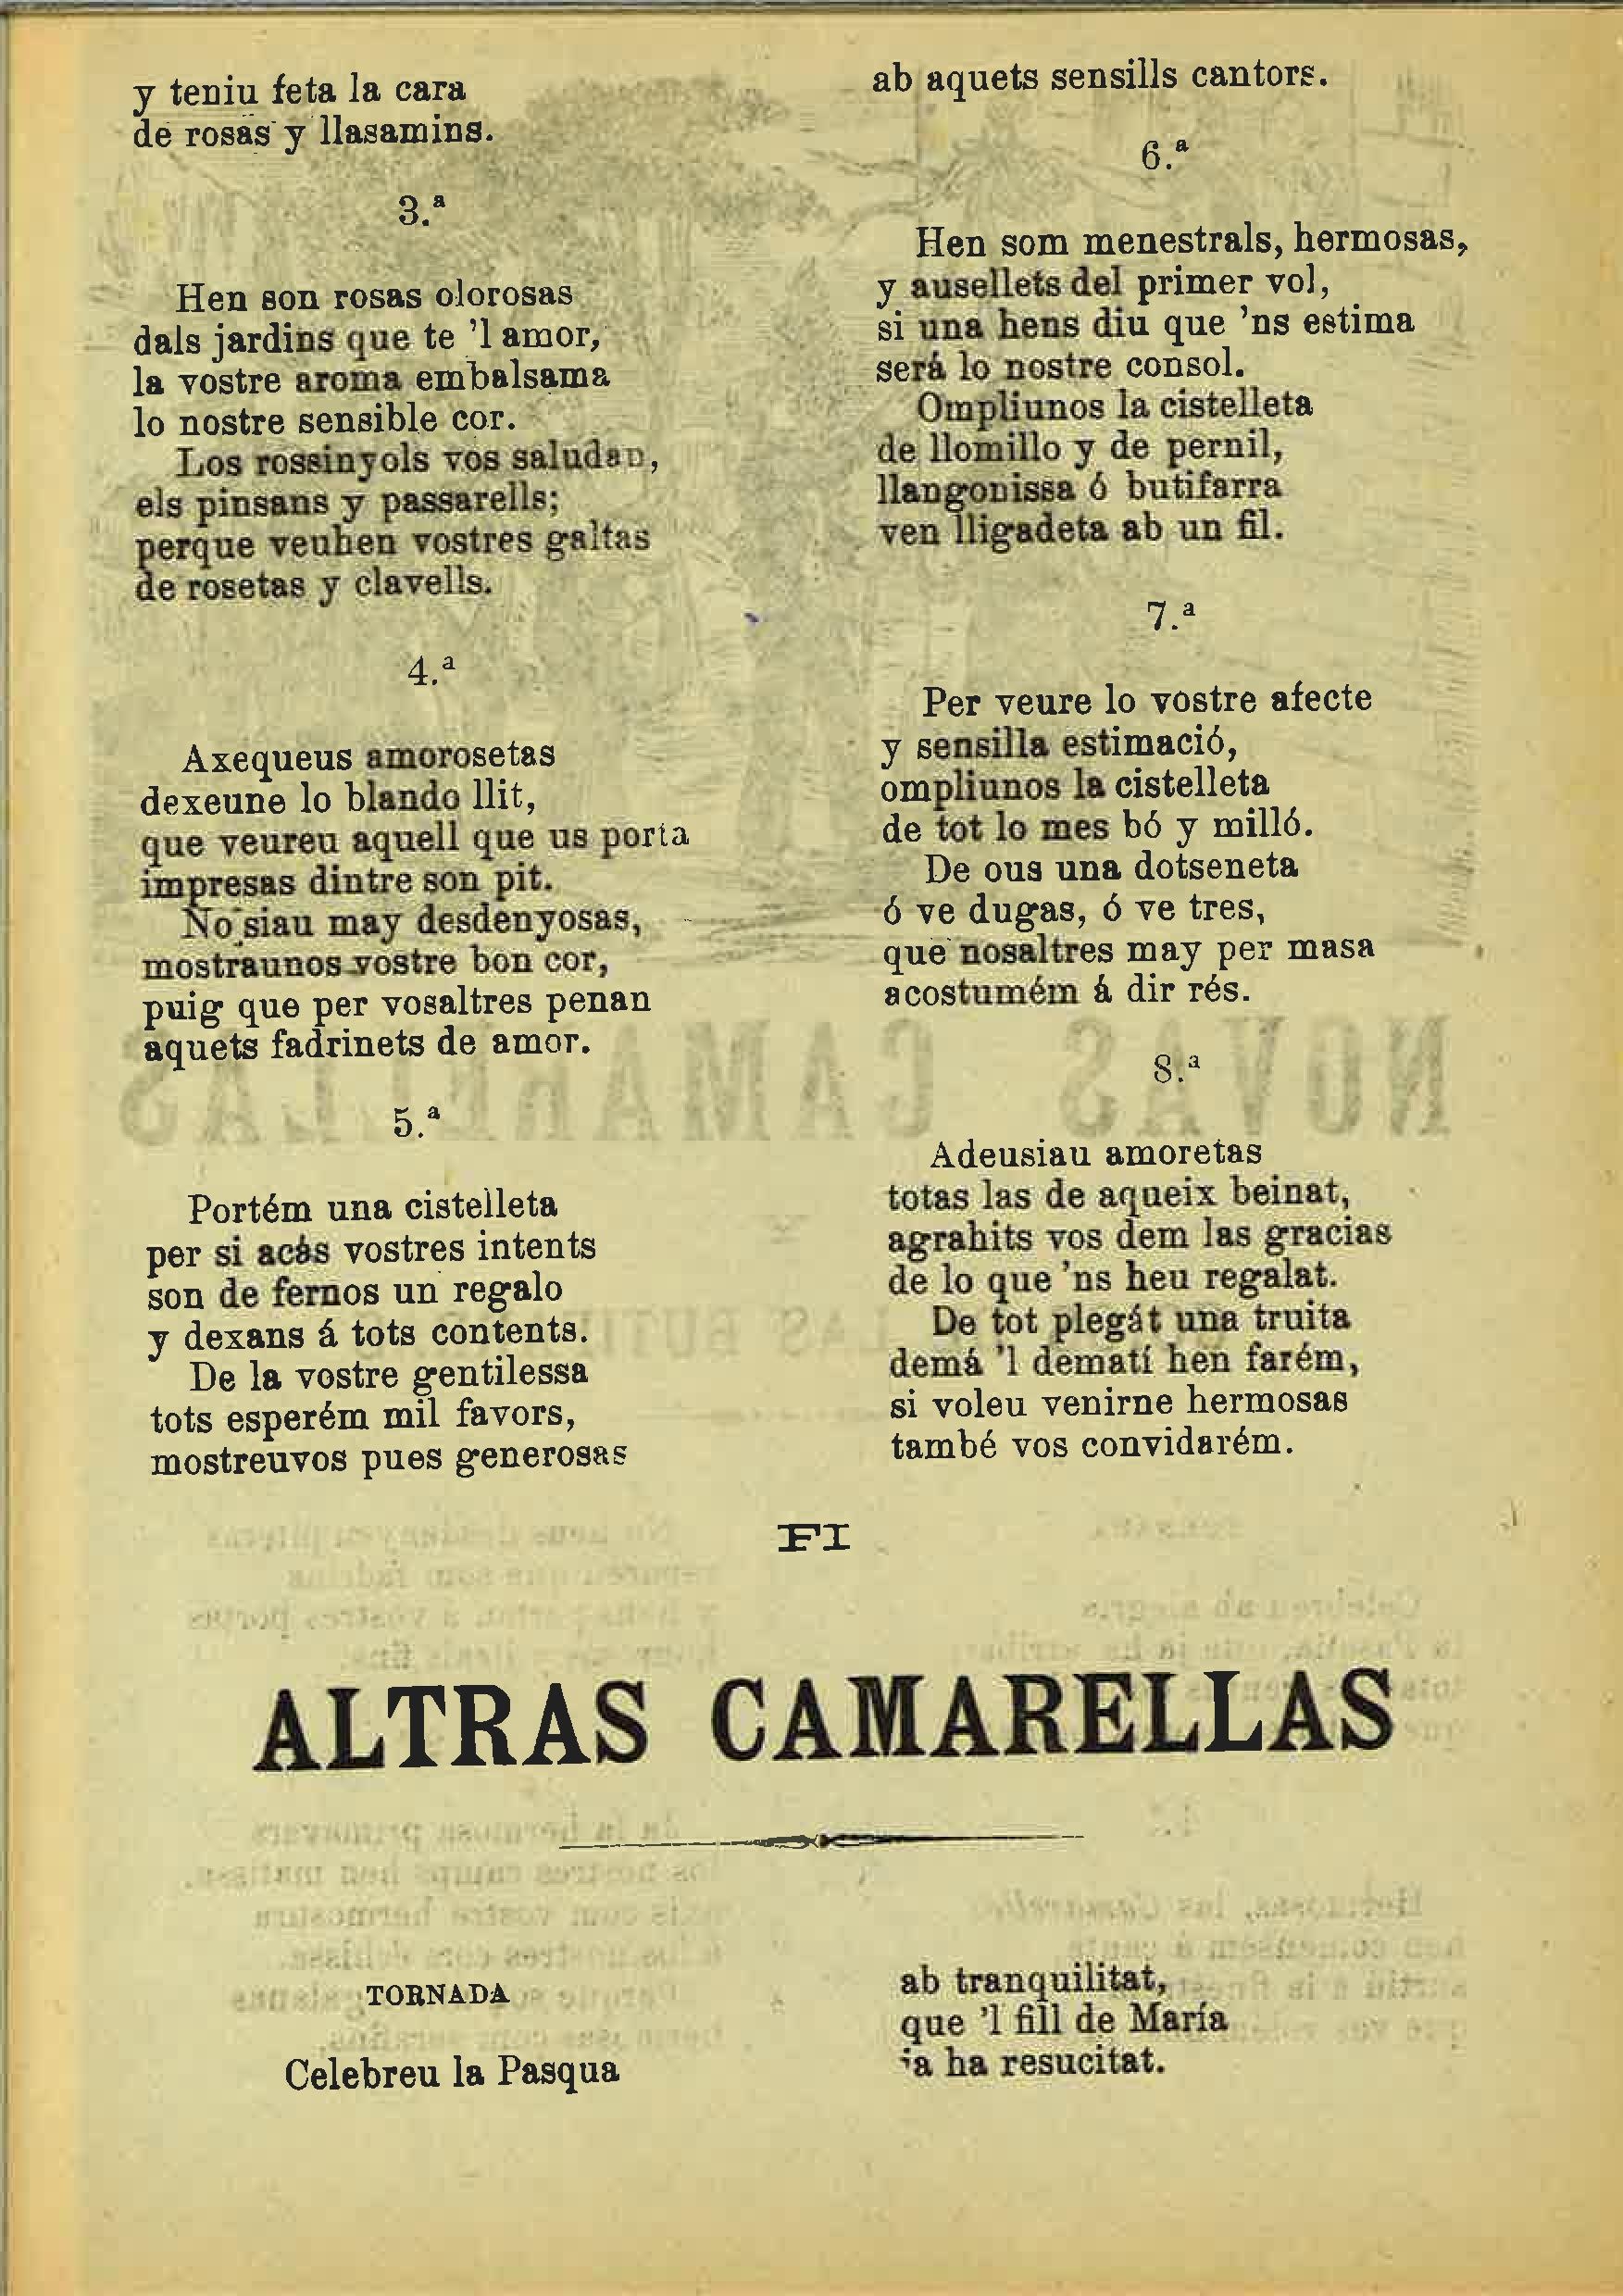 y teniu feta la cara
de rosas y llasamins.
3.ª
Hen son rosas olorosas
dals jardins que te 'l amor,
la vostre aroma embalsama
lo nostre sensible cor.
Los rossinyols vos saludan,
els pinsans y passarells;
perque veuhen vostres galtas
de rosetas y clavells.
4.ª
Axequeus amorosetas
dexeune lo blando llit,
que veureu aquell que us porta
impresas dintre son pit.
No siau may desdenyosas,
mostraunos vostre bon cor,
puig que per vosaltres penan
aquets fadrinets de amor.
5.ª
Portém una cistelleta
per si acás vostres intents
son de fernos un regalo
y dexans á tots contents.
De la vostre gentilessa
tots esperém mil favors,
mostreuvos pues generosas
ab aquets sensills cantors.
6.ª
Hen som menestrals, hermosas,
y ausellets del primer vol,
si una hens diu que 'ns estima
será lo nostre consol.
Ompliunos la cistelleta
de llomillo y de pernil,
llangonissa ó butifarra
ven lligadeta ab un fil.
7.ª
Per veure lo vostre afecte
y sensilla estimació,
ompliunos la cistelleta
de tot lo mes bó y milló.
De ous una dotseneta
ó ve dugas, ó ve tres,
que nosaltres may per masa
acostumém á dir rés.
8.ª
Adeusiau amoretas
totas las de aqueix beinat,
agrahits vos dem las gracias
de lo que 'ns heu regalat.
De tot plegát una truita
demá 'l dematí hen farém,
si voleu venirne hermosas
també vos convidarém.
FI
ALTRAS CAMARELLAS
TORNADA
Celebreu la Pasqua
ab tranquilitat,
que 'l fill de María
ja ha resucitat.